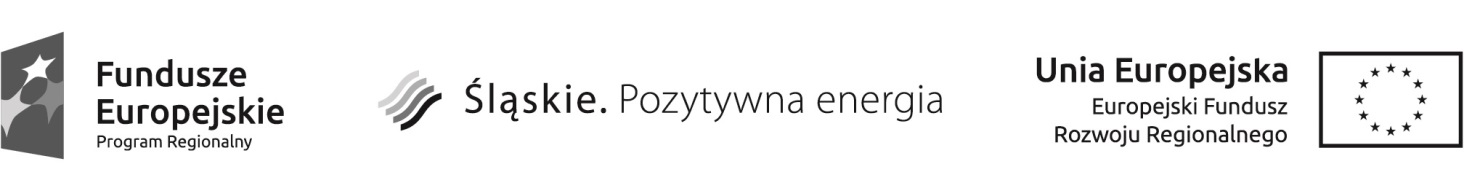 Fundusze
Europejskie
Program Regionalny
Śląskie. Pozytywna energia
Unia Europejska
Europejski Fundusz
Rozwoju Regionalnego